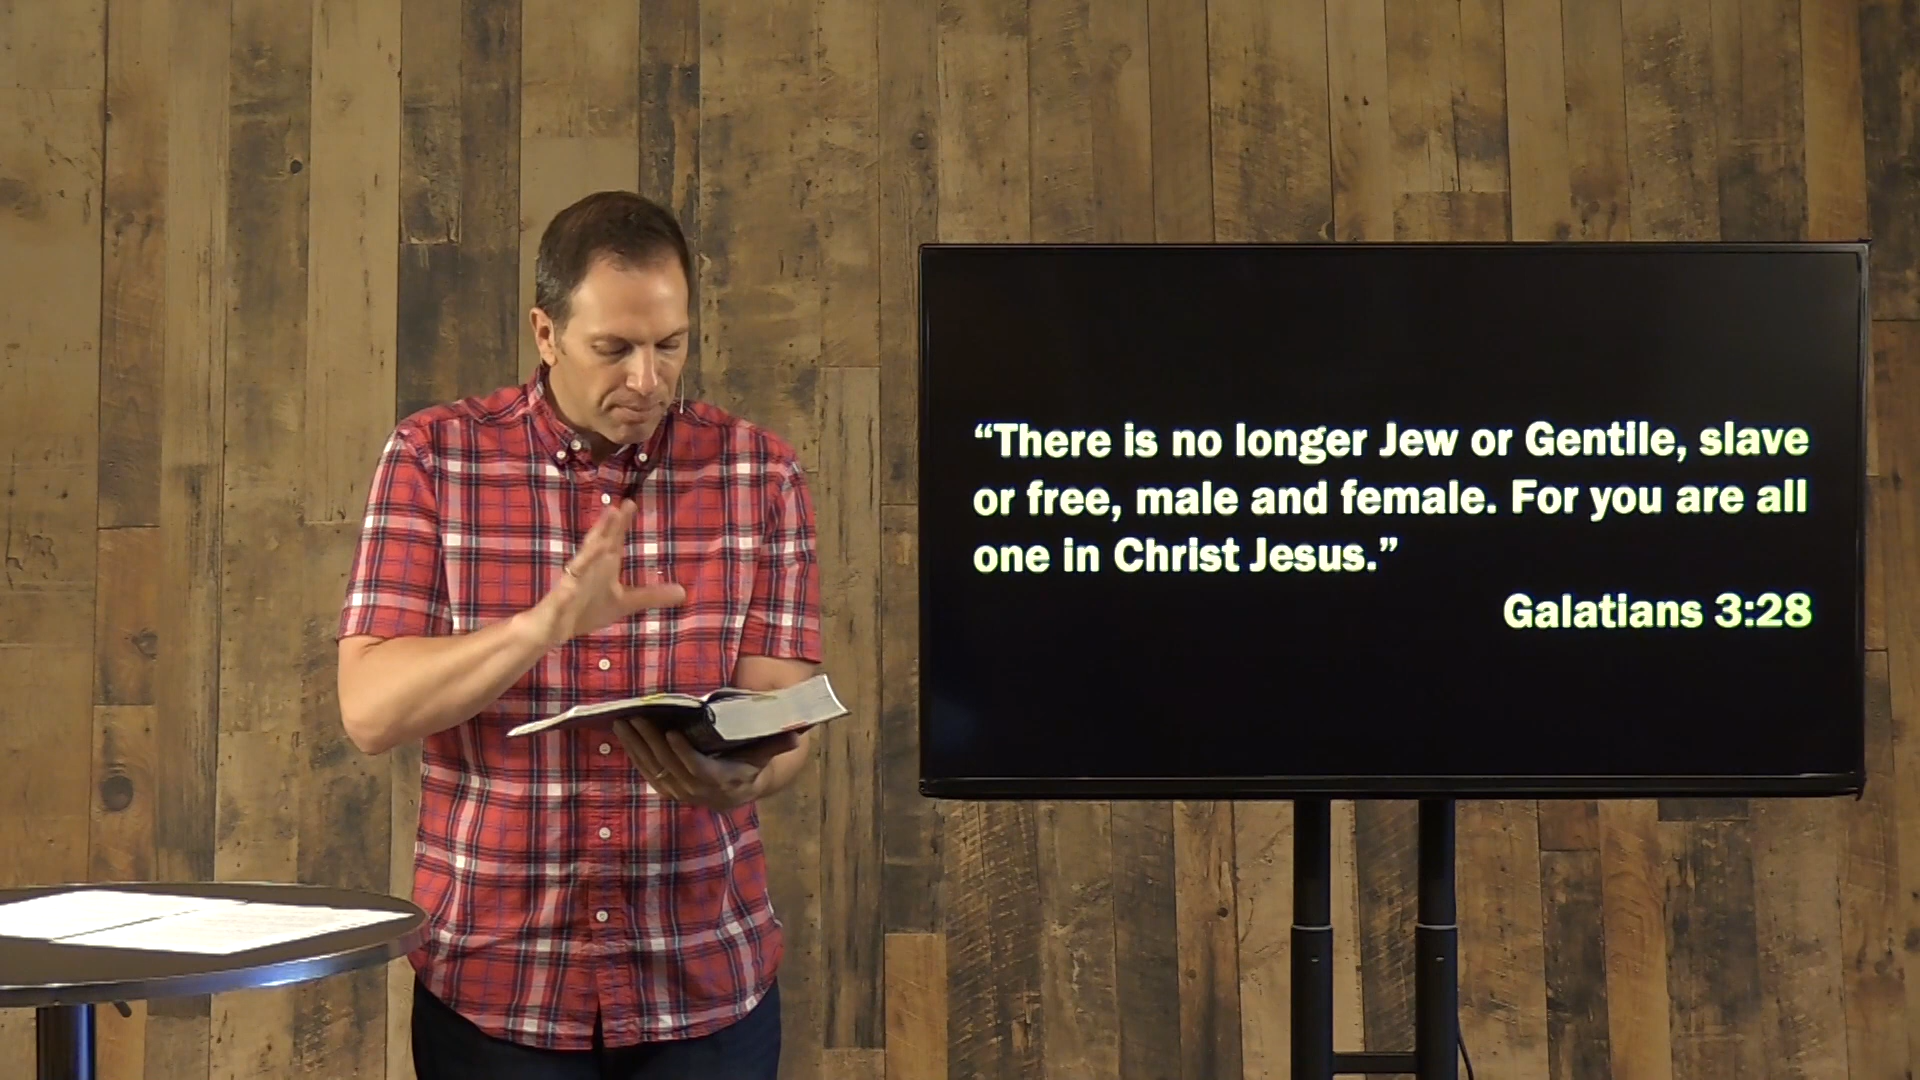 “There is no longer Jew or Gentile, slave
or free, male and female. For you are all
one in Christ Jesus.”
Galatians 3:28